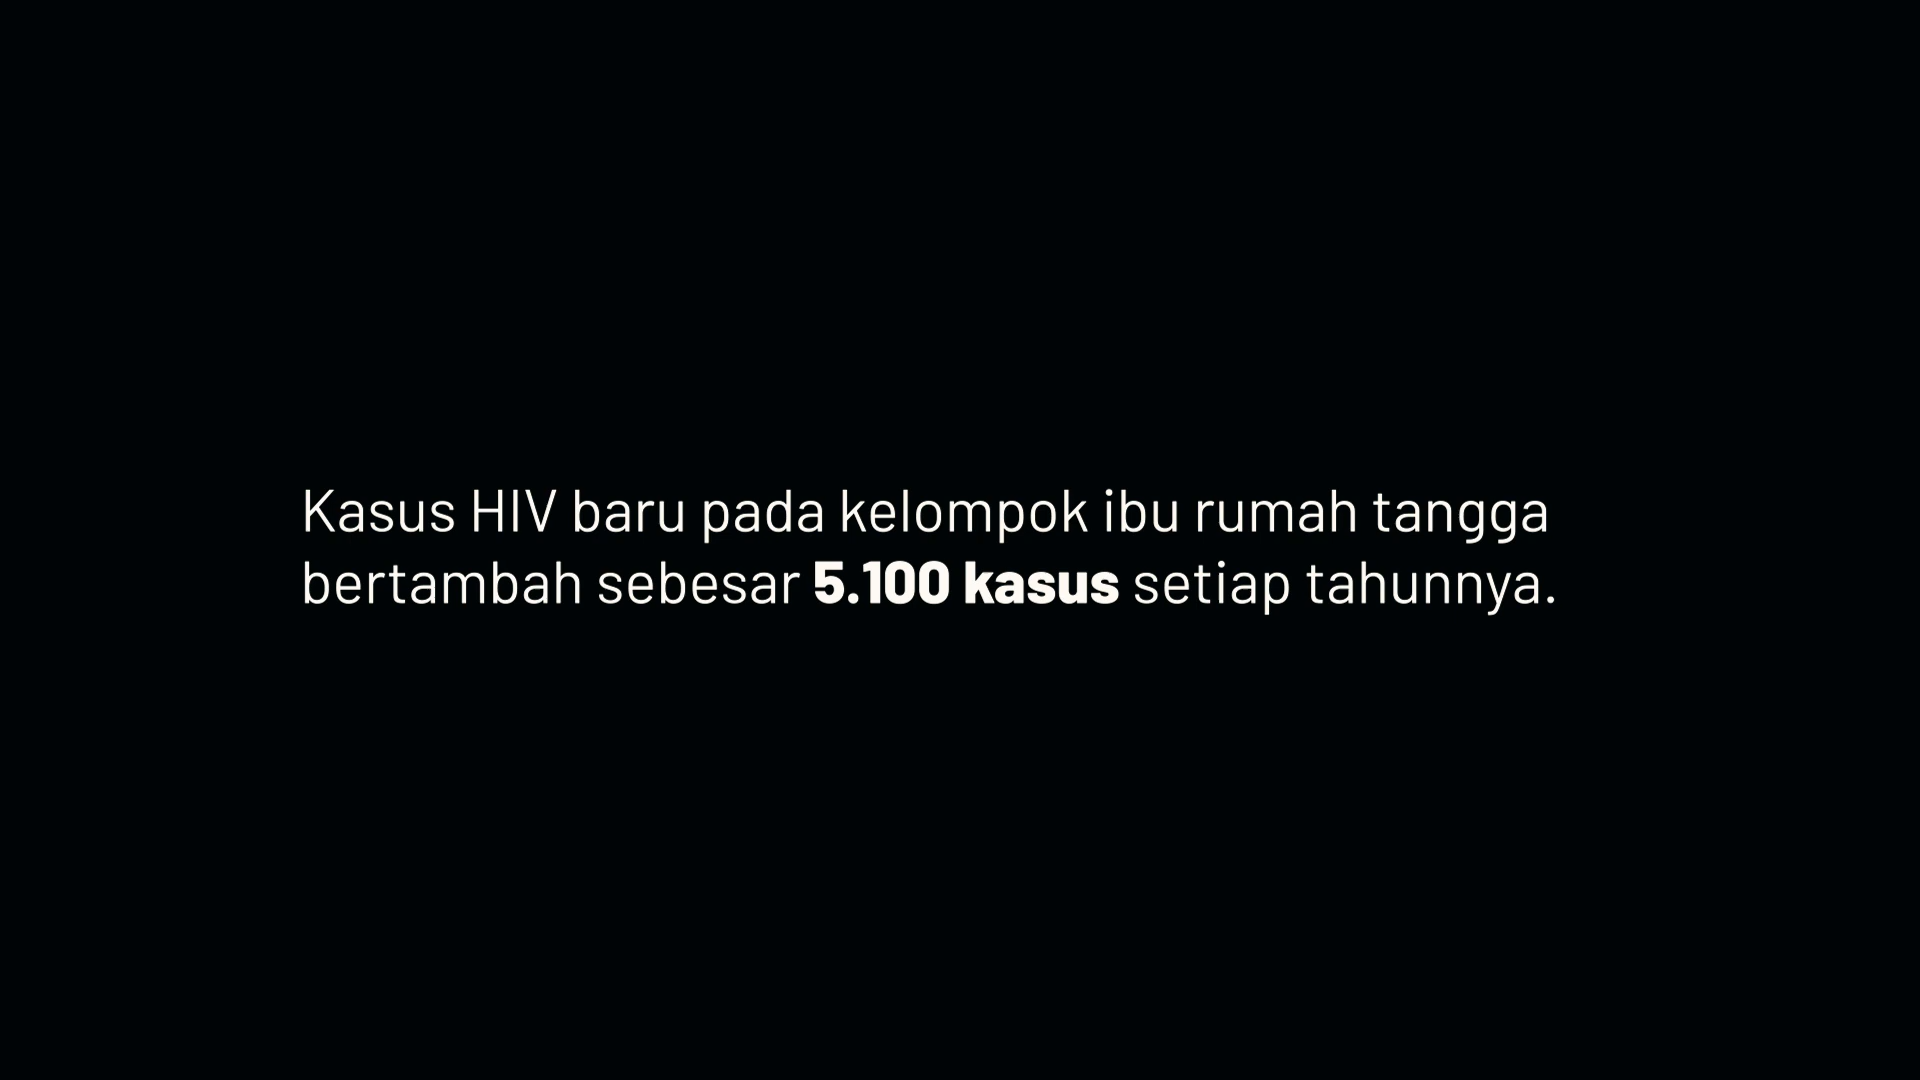 Kasus HIV baru pada kelompok ibu rumah tangga
bertambah sebesar 5.100 kasus setiap tahunnya.